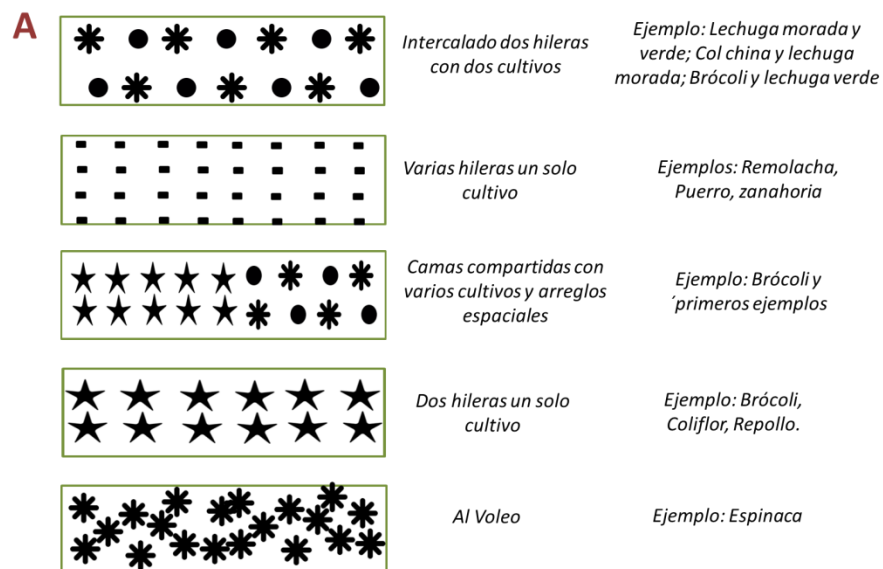 A
Intercalado dos hileras
con dos cultivos
Ejemplo: Lechuga morada y
verde; Col china y lechuga
morada; Brócoli y lechuga verde
Varias hileras un solo
cultivo
Ejemplos: Remolacha,
Puerro, zanahoria
Camas compartidas con
varios cultivos y arreglos
espaciales
Ejemplo: Brócoli y
´primeros ejemplos
Dos hileras un solo
cultivo
Ejemplo: Brócoli,
Coliflor, Repollo.
Al Voleo
Ejemplo: Espinaca